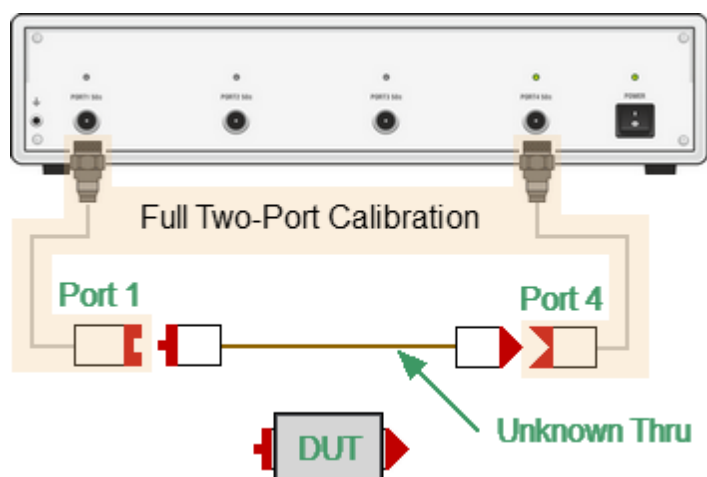 PORT1 50Ω
PORT2 50Ω
PORT3 50Ω
PORT4 50Ω
POWER
Full Two-Port Calibration
Port 1
Port 4
Unknown Thru
DUT